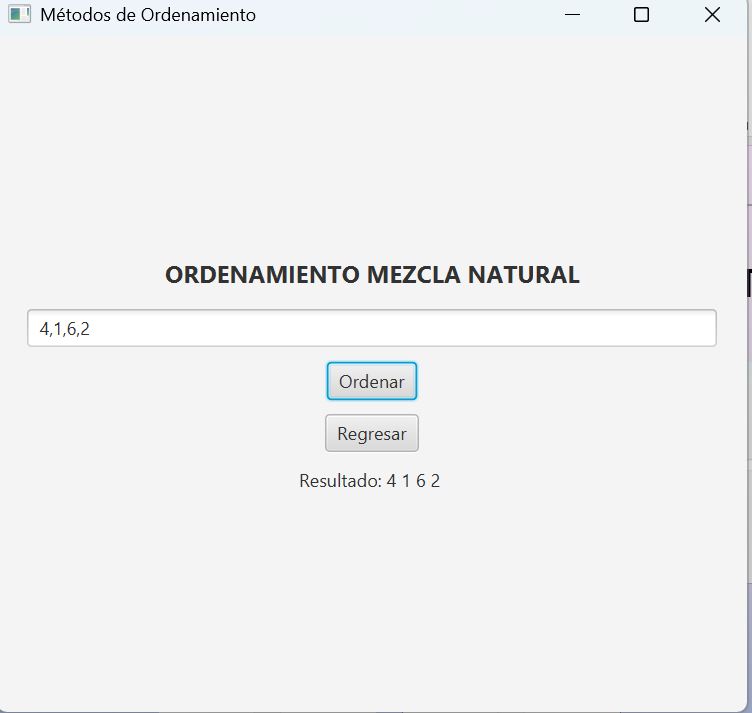 Métodos de Ordenamiento
ORDENAMIENTO MEZCLA NATURAL
4,1,6,2
Ordenar
Regresar
Resultado: 4 1 6 2